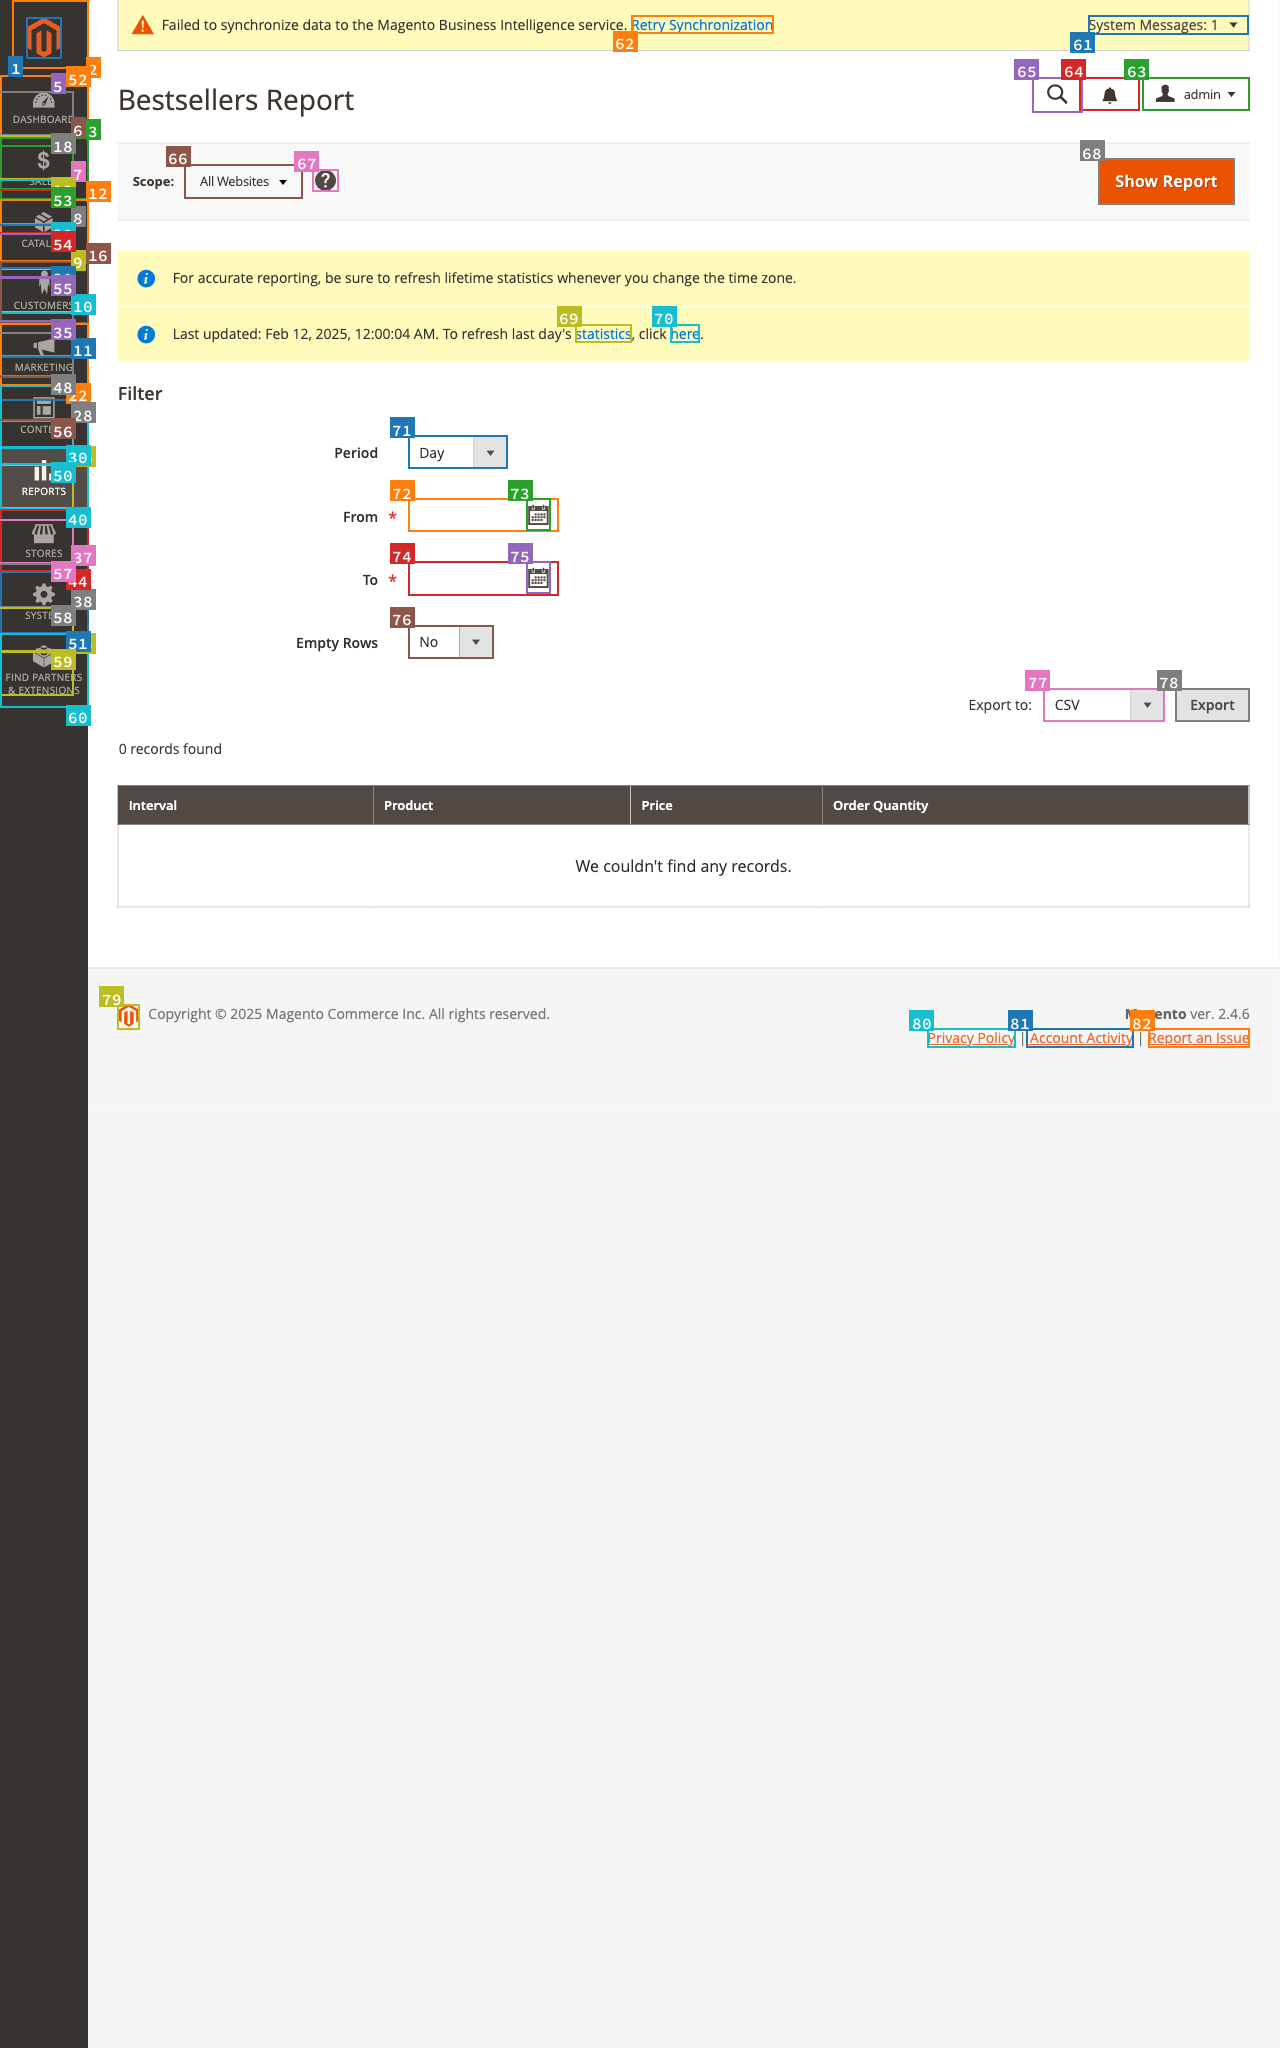 Failed to synchronize data to the Magento Business Intelligence service. Retry Synchronization
System Messages: 1
62
61
1
2
52
5
DASHBOARD
6
3
18
7
12
53
8
CATAL
54
16
9
55
CUSTOMERS
10
35
11
MARKETING
48
28
CONTE
56
30
50
REPORTS
40
STORES
37
57
44
38
SYSTE
58
51
59
FIND PARTNERS
& EXTENSIONS
60
Bestsellers Report
65
64
63
admin
66
67
68
Scope:
All Websites
?
Show Report
For accurate reporting, be sure to refresh lifetime statistics whenever you change the time zone.
69
70
Last updated: Feb 12, 2025, 12:00:04 AM. To refresh last day's statistics, click here.
Filter
71
Period
Day
72
73
From *
74
75
To *
76
Empty Rows
No
77
78
Export to:
CSV
Export
0 records found
Interval
Product
Price
Order Quantity
We couldn't find any records.
79
Copyright © 2025 Magento Commerce Inc. All rights reserved.
ver. 2.4.6
80
81
82
Privacy Policy | Account Activity | Report an Issue